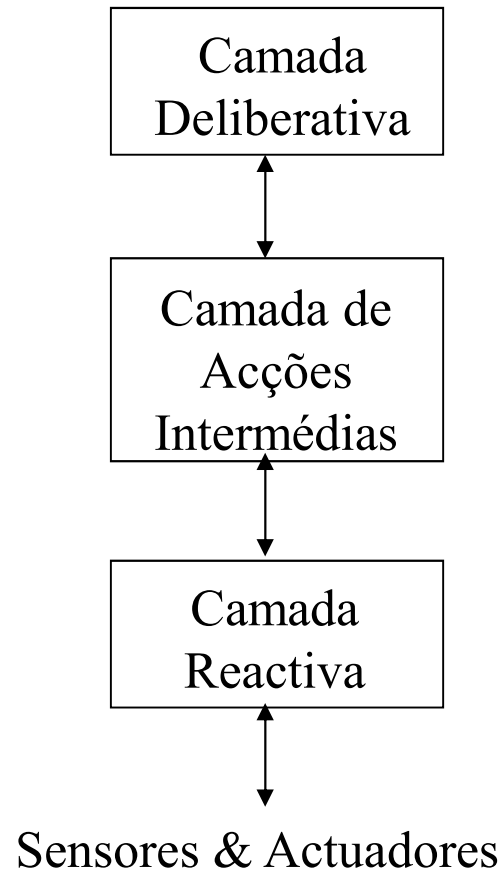 Camada
Deliberativa
Camada de
Acções
Intermédias
Camada
Reactiva
Sensores & Actuadores